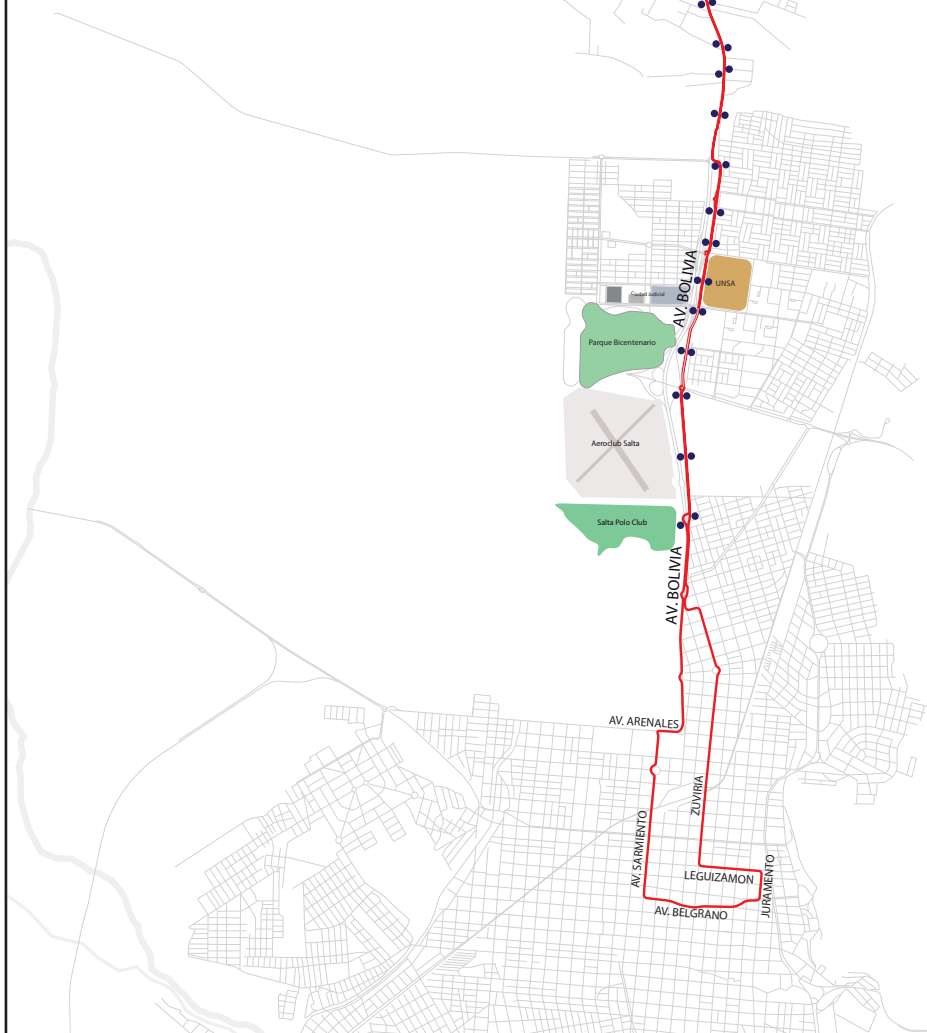 AV. BOLIVIA
UNSA
Ciudad Judicial
Parque Bicentenario
Aeroclub Salta
Salta Polo Club
AV. BOLIVIA
AV. ARENALES
ZUVIRIA
AV. SARMIENTO
LEGUIZAMON
JURAMENTO
AV. BELGRANO